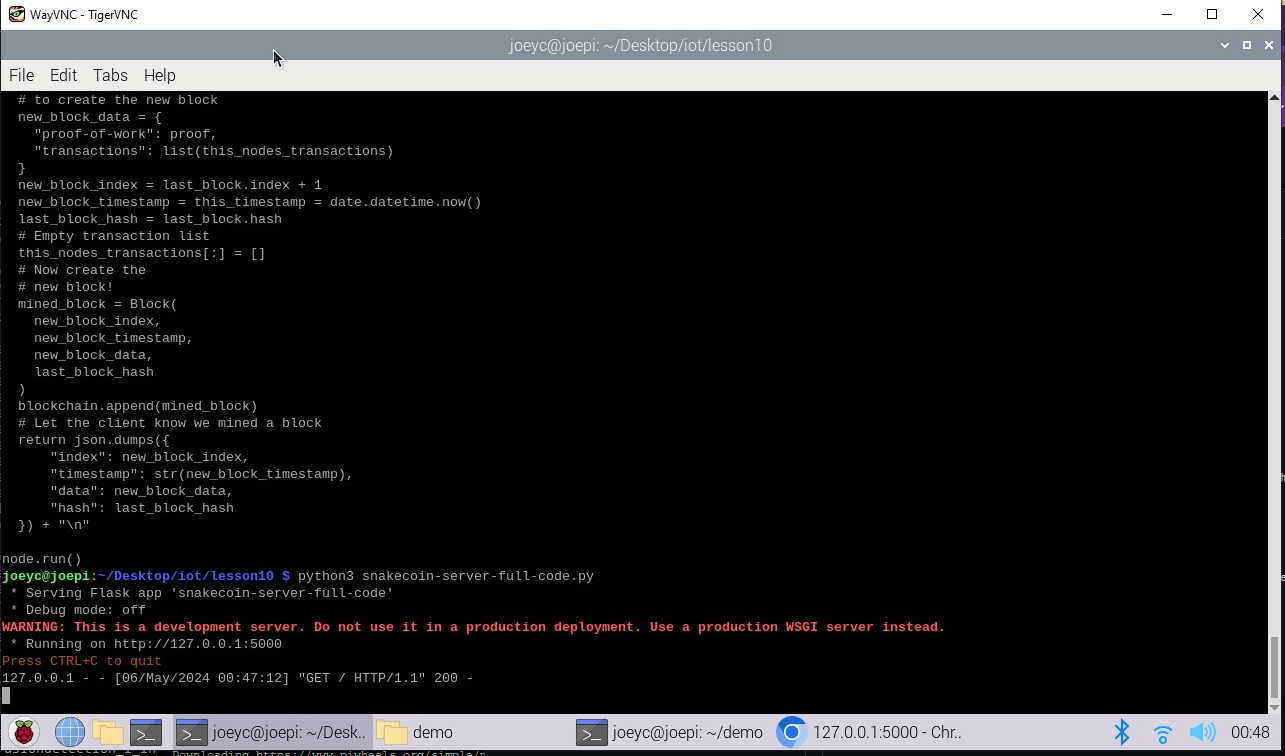 WayVNC - TigerVNC
joeyc@joepi: ~/Desktop/iot/lesson10
File Edit Tabs Help
  # to create the new block
  new_block_data = {
    "proof-of-work": proof,
    "transactions": list(this_nodes_transactions)
  }
  new_block_index = last_block.index + 1
  new_block_timestamp = this_timestamp = date.datetime.now()
  last_block_hash = last_block.hash
  # Empty transaction list
  this_nodes_transactions[:] = []
  # Now create the
  # new block!
  mined_block = Block(
    new_block_index,
    new_block_timestamp,
    new_block_data,
    last_block_hash
  )
  blockchain.append(mined_block)
  # Let the client know we mined a block
  return json.dumps({
      "index": new_block_index,
      "timestamp": str(new_block_timestamp),
      "data": new_block_data,
      "hash": last_block_hash
  }) + "\n"
node.run()
joeyc@joepi:~/Desktop/iot/lesson10 $ python3 snakecoin-server-full-code.py
 * Serving Flask app 'snakecoin-server-full-code'
 * Debug mode: off
WARNING: This is a development server. Do not use it in a production deployment. Use a production WSGI server instead.
 * Running on http://127.0.0.1:5000
Press CTRL+C to quit
127.0.0.1 - - [06/May/2024 00:47:12] "GET / HTTP/1.1" 200 -
joeyc@joepi: ~/Desk.. demo joeyc@joepi: ~/demo 127.0.0.1:5000 - Chr.. 00:48
Downloading https://www.piwheels.org/simple/r